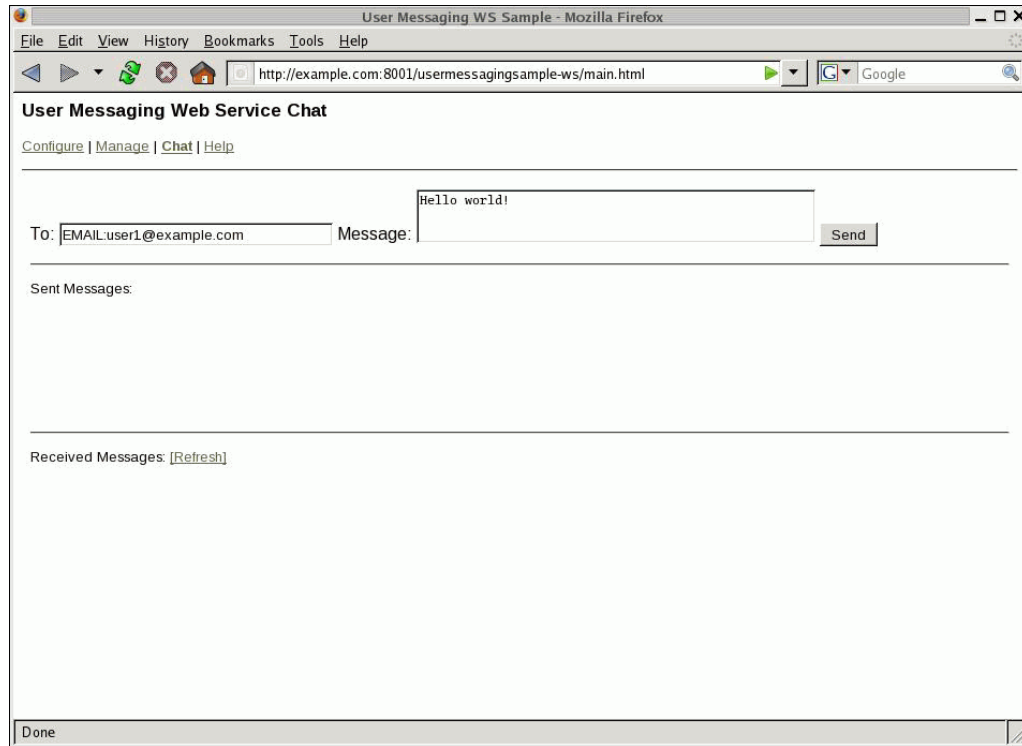 User Messaging WS Sample - Mozilla Firefox
File Edit View History Bookmarks Tools Help
http://example.com:8001/usermessagingsample-ws/main.html G Google
User Messaging Web Service Chat
Configure | Manage | Chat | Help
Hello world!
To: EMAIL:user1@example.com Message: Send
Sent Messages:
Received Messages: [Refresh]
Done